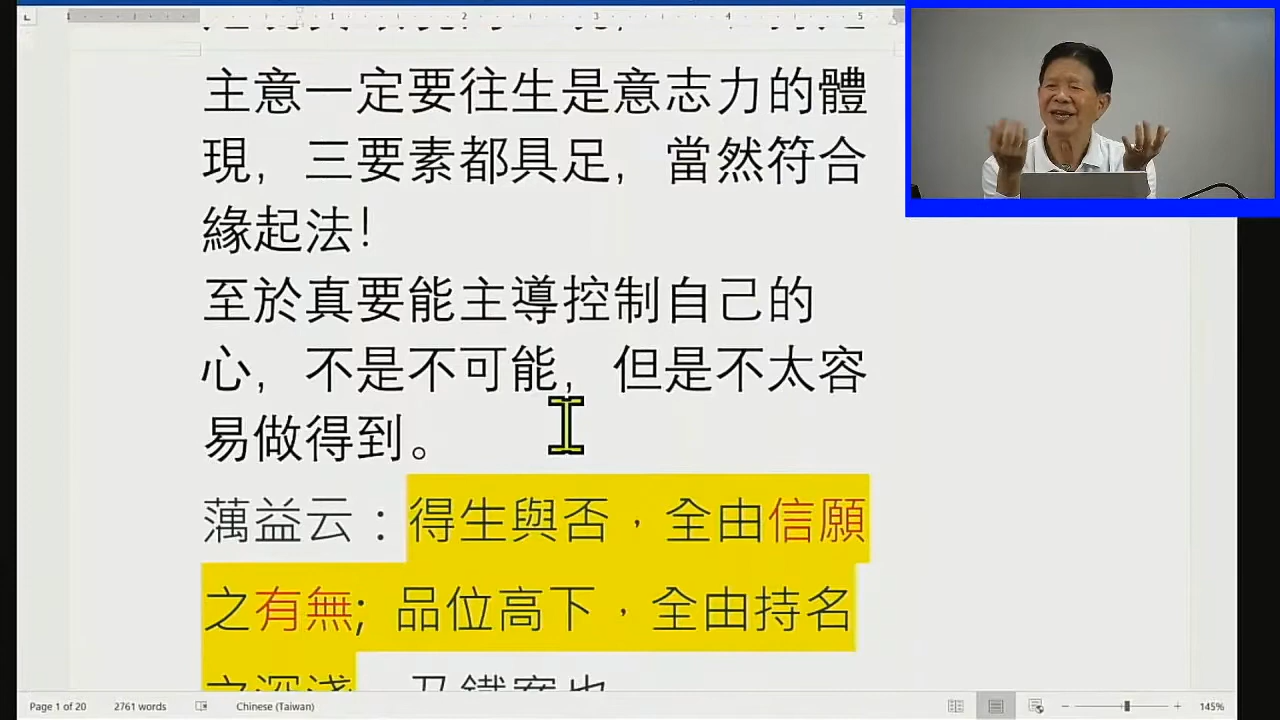 主意一定要往生是意志力的體
現，三要素都具足，當然符合
緣起法！
至於真要能主導控制自己的
心，不是不可能，但是不太容
易做得到。
蕅益云：得生與否，全由信願
之有無；品位高下，全由持名
之深淺
Page 1 of 20 2761 words Chinese (Taiwan) 145%